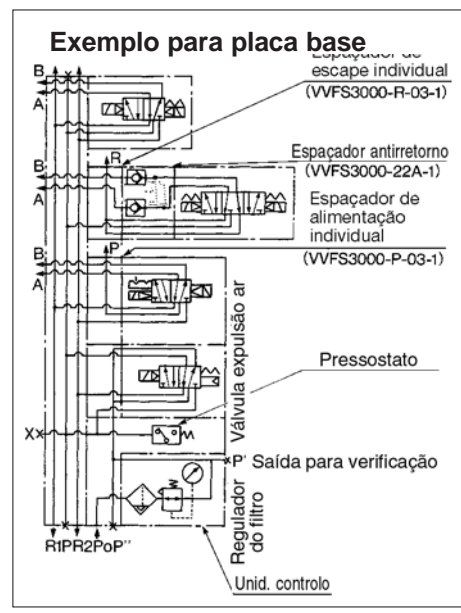 Exemplo para placa base
Espaçador de
escape individual
(VVFS3000-R-03-1)
B
A
R
Espaçador antirretorno
(VVFS3000-22A-1)
B
A
Espaçador de
alimentação
individual
(VVFS3000-P-03-1)
P
B
A
Válvula expulsão ar
Pressostato
X
P' Saída para verificação
Regulador
do filtro
R1PR2PoP''
Unid. controlo